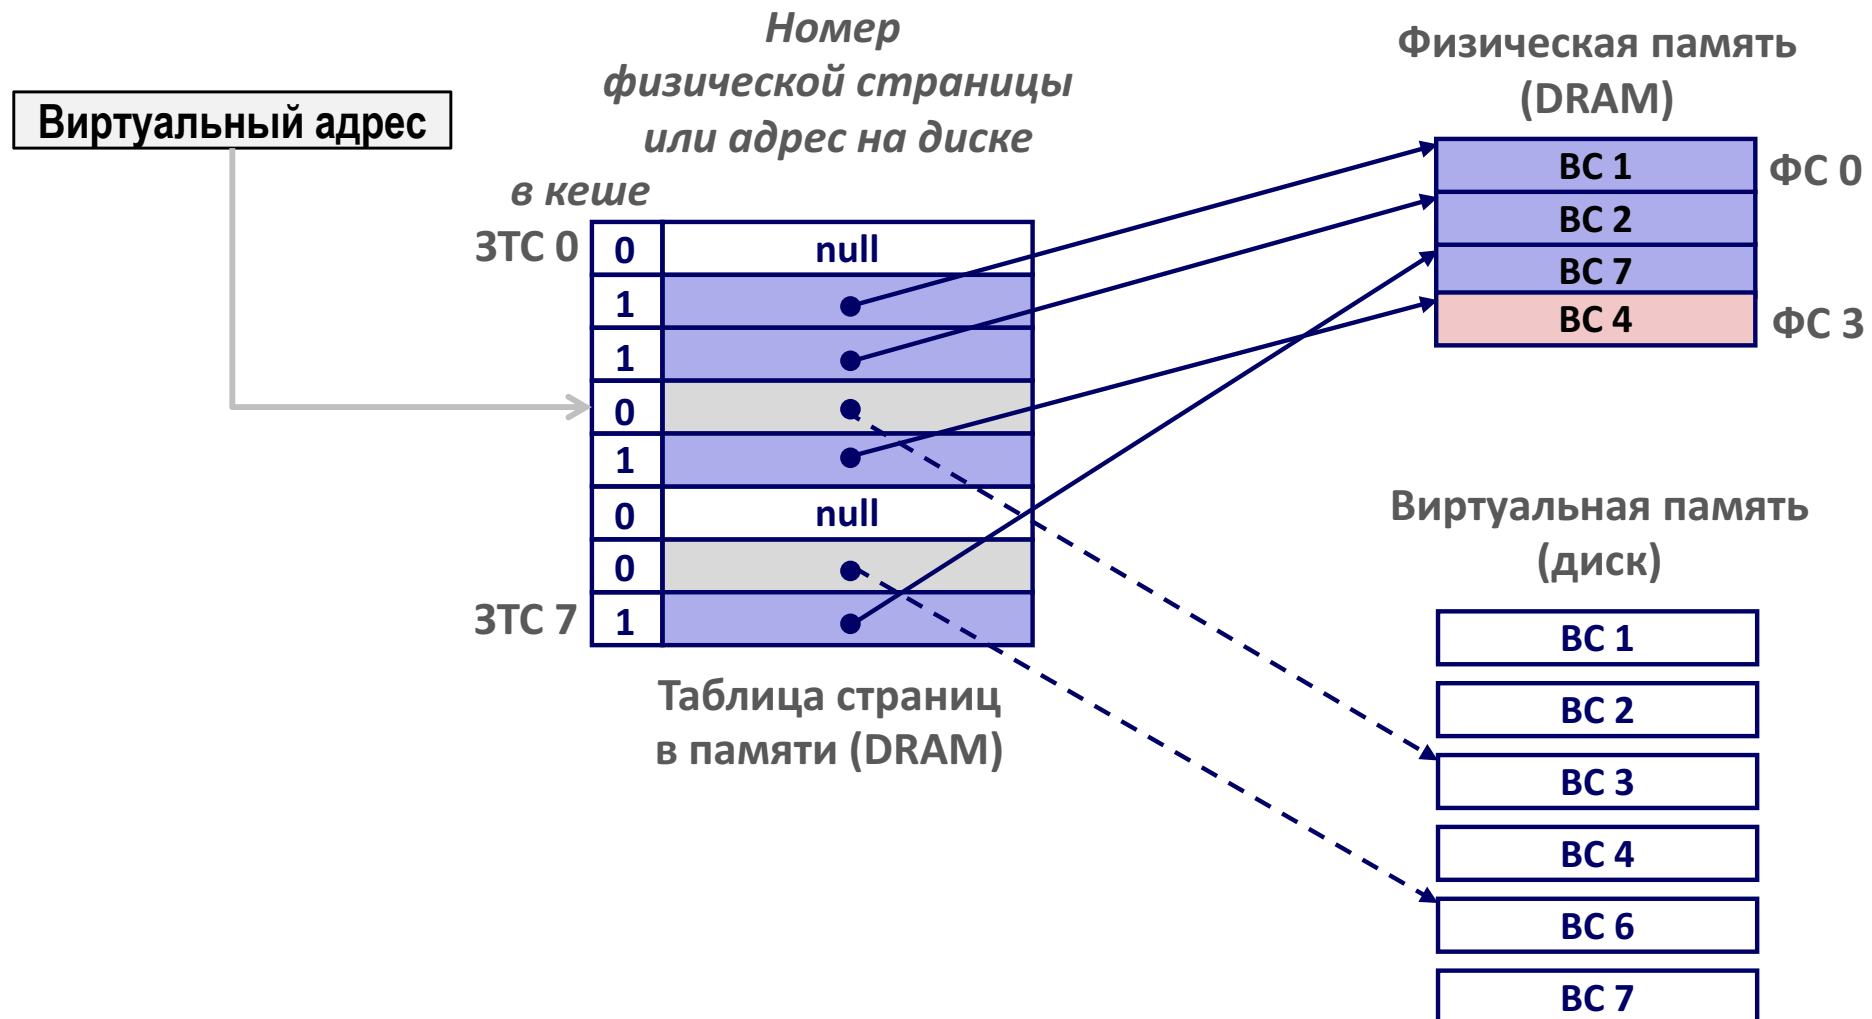 Номер
физической страницы
или адрес на диске
Физическая память
(DRAM)
Виртуальный адрес
в кеше
ЗТС 0
0
null
1
1
0
1
0
null
0
ЗТС 7
1
Таблица страниц
в памяти (DRAM)
ВС 1
ФС 0
ВС 2
ВС 7
ВС 4
ФС 3
Виртуальная память
(диск)
ВС 1
ВС 2
ВС 3
ВС 4
ВС 6
ВС 7